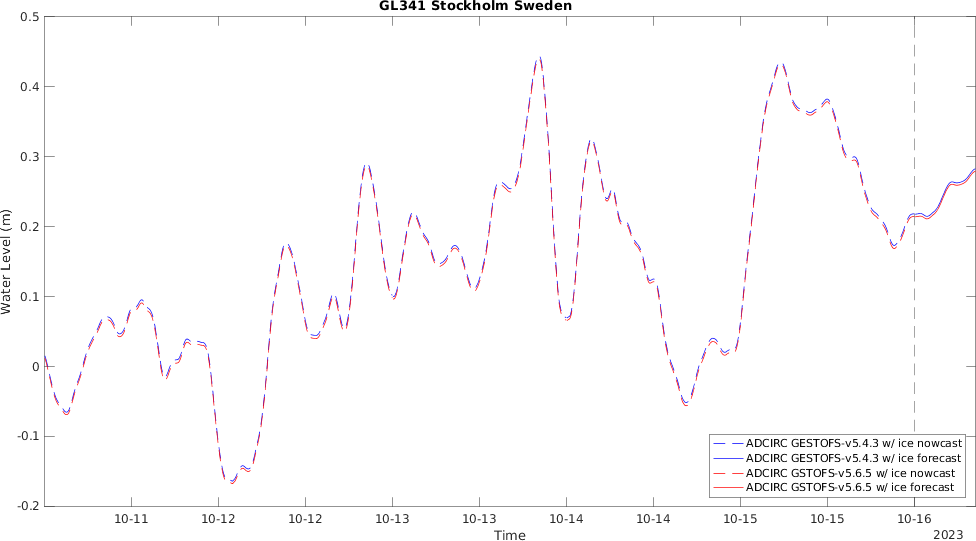 GL341 Stockholm Sweden
0.5
0.4
0.3
0.2
0.1
0
-0.1
-0.2
Water Level (m)
ADCIRC GESTOFS-v5.4.3 w/ ice nowcast
ADCIRC GESTOFS-v5.4.3 w/ ice forecast
ADCIRC GSTOFS-v5.6.5 w/ ice nowcast
ADCIRC GSTOFS-v5.6.5 w/ ice forecast
10-11 10-12 10-12 10-13 10-13 10-14 10-14 10-15 10-15 10-16
Time
2023